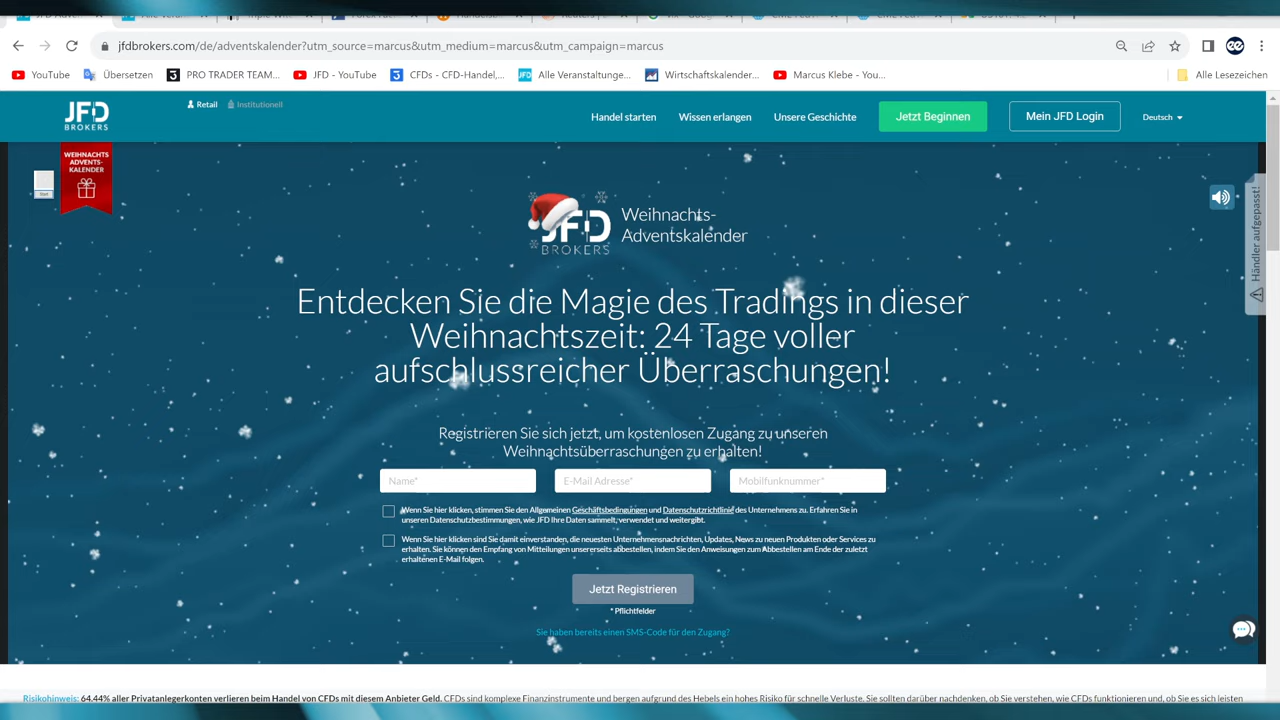 jfdbrokers.com/de/adventskalender?utm_source=marcus&utm_medium=marcus&utm_campaign=marcus
YouTube
Übersetzen
PRO TRADER TEAM...
JFD - YouTube
CFDs - CFD-Handel,...
Alle Veranstaltunge...
Wirtschaftskalender...
Marcus Klebe - You...
Alle Lesezeichen
JFD
BROKERS
Retail
Institutionell
Handel starten
Wissen erlangen
Unsere Geschichte
Jetzt Beginnen
Mein JFD Login
Deutsch
WEIHNACHTS
ADVENTS-
KALENDER
Händler aufgepasst!
JFD
BROKERS
Weihnachts-
Adventskalender
Entdecken Sie die Magie des Tradings in dieser
Weihnachtszeit: 24 Tage voller
aufschlussreicher Überraschungen!
Registrieren Sie sich jetzt, um kostenlosen Zugang zu unseren
Weihnachtsüberraschungen zu erhalten!
Name*
E-Mail Adresse*
Mobilfunknummer*
Wenn Sie hier klicken, stimmen Sie den Allgemeinen Geschäftsbedingungen und Datenschutzrichtlinie des Unternehmens zu. Erfahren Sie in
unseren Datenschutzbestimmungen, wie JFD Ihre Daten sammelt, verwendet und weitergibt.
Wenn Sie hier klicken sind Sie damit einverstanden, die neuesten Unternehmensnachrichten, Updates, News zu neuen Produkten oder Services zu
erhalten. Sie können den Empfang von Mitteilungen unsererseits abbestellen, indem Sie den Anweisungen zum Abbestellen am Ende der zuletzt
erhaltenen E-Mail folgen.
Jetzt Registrieren
* Pflichtfelder
Sie haben bereits einen SMS-Code für den Zugang?
Risikohinweis: 64.44% aller Privatanlegerkonten verlieren beim Handel von CFDs mit diesem Anbieter Geld. CFDs sind komplexe Finanzinstrumente und bergen aufgrund des Hebels ein hohes Risiko für schnelle Verluste. Sie sollten darüber nachdenken, ob Sie verstehen, wie CFDs funktionieren und, ob Sie es sich leisten